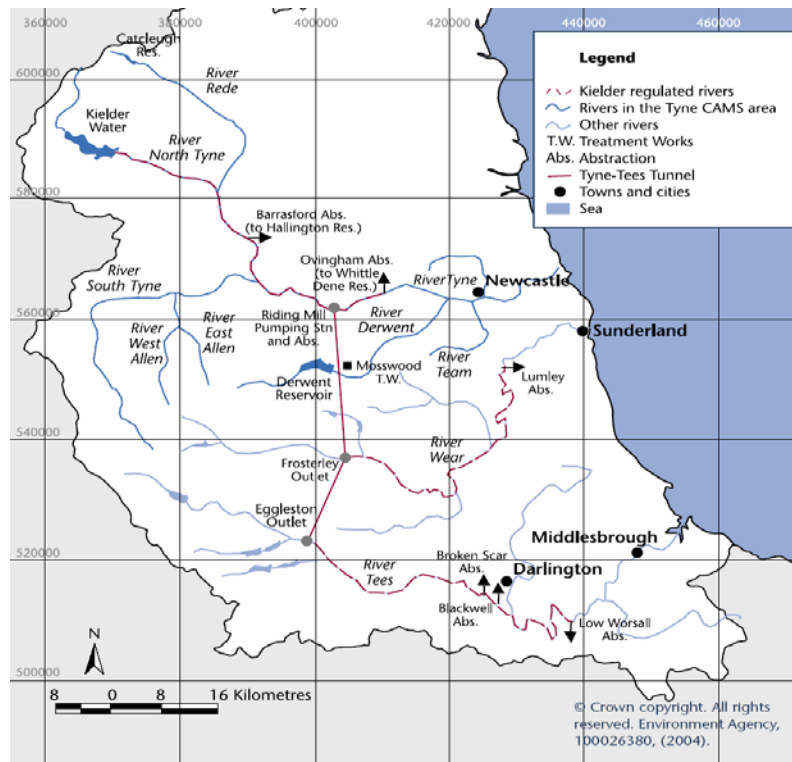 360000
380000
400000
420000
440000
460000
600000
580000
560000
540000
520000
500000
Catcleugh
Res.
River
Rede
Kielder
Water
River
North Tyne
Barrasford Abs.
(to Hallington Res.)
Ovingham Abs.
(to Whittle
Dene Res.)
River
South Tyne
RiverTyne
Newcastle
River
West Allen
River
East
Allen
Riding Mill
Pumping Stn
and Abs.
River
Derwent
Sunderland
River
Team
Mosswood
T.W.
Derwent
Reservoir
Lumley
Abs.
River
Wear
Frosterley
Outlet
Eggleston
Outlet
Middlesbrough
River
Tees
Broken Scar
Abs.
Darlington
Blackwell
Abs.
Low Worsall
Abs.
Legend
Kielder regulated rivers
Rivers in the Tyne CAMS area
Other rivers
T.W. Treatment Works
Abs. Abstraction
Tyne-Tees Tunnel
Towns and cities
Sea
N
8 0 8 16 Kilometres
© Crown copyright. All rights
reserved. Environment Agency,
100026380, (2004).